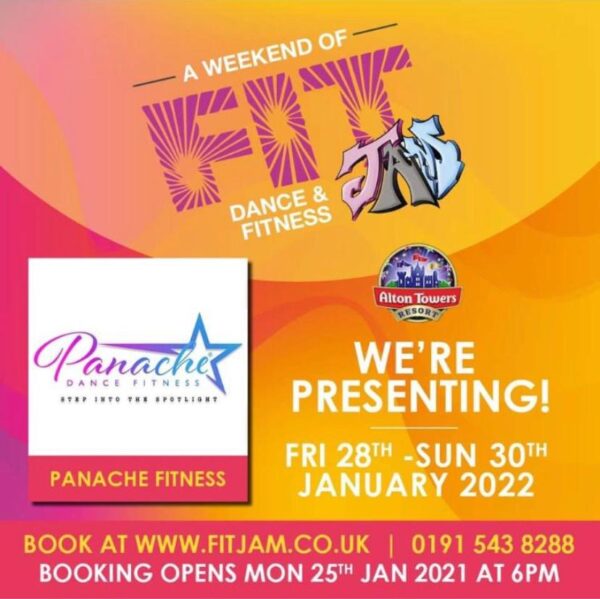 A WEEKEND OF
FIT
JAMS
DANCE &
FITNESS
Alton Towers
RESORT
Panache
DANCE FITNESS
STEP INTO THE SPOTLIGHT
PANACHE FITNESS
WE'RE
PRESENTING!
FRI 28TH -SUN 30TH
JANUARY 2022
BOOK AT WWW.FITJAM.CO.UK | 0191 543 8288
BOOKING OPENS MON 25TH JAN 2021 AT 6PM